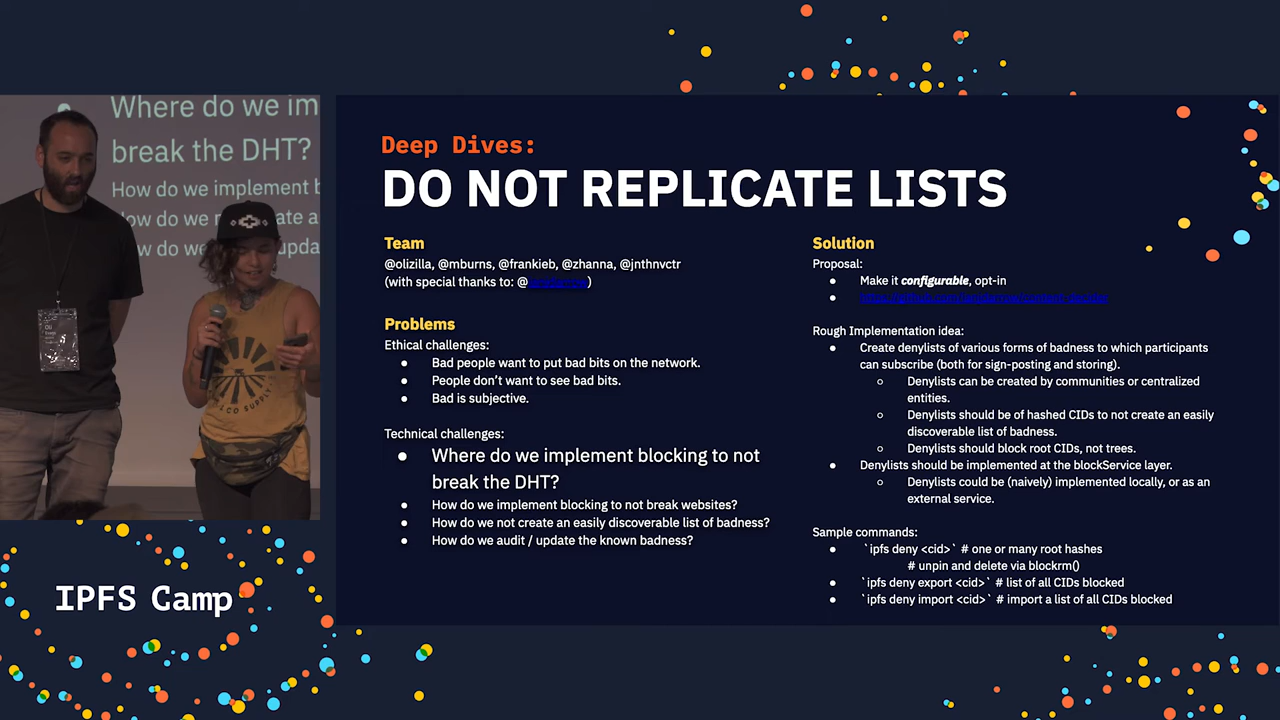 Where do we im
break the DHT?
How do we implement b
How do we
ate a
w do we
upda
Oli
IPFS Camp
Deep Dives:
DO NOT REPLICATE LISTS
Team
@olizilla, @mburns, @frankieb, @zhanna, @jnthnvctr
(with special thanks to: @
)
Problems
Ethical challenges:
● Bad people want to put bad bits on the network.
● People don’t want to see bad bits.
● Bad is subjective.
Technical challenges:
● Where do we implement blocking to not
break the DHT?
● How do we implement blocking to not break websites?
● How do we not create an easily discoverable list of badness?
● How do we audit / update the known badness?
Solution
Proposal:
● Make it configurable, opt-in
Rough Implementation idea:
● Create denylists of various forms of badness to which participants
can subscribe (both for sign-posting and storing).
○ Denylists can be created by communities or centralized
entities.
○ Denylists should be of hashed CIDs to not create an easily
discoverable list of badness.
○ Denylists should block root CIDs, not trees.
● Denylists should be implemented at the blockService layer.
○ Denylists could be (naively) implemented locally, or as an
external service.
Sample commands:
● `ipfs deny <cid>` # one or many root hashes
# unpin and delete via blockrm()
● `ipfs deny export <cid>` # list of all CIDs blocked
● `ipfs deny import <cid>` # import a list of all CIDs blocked